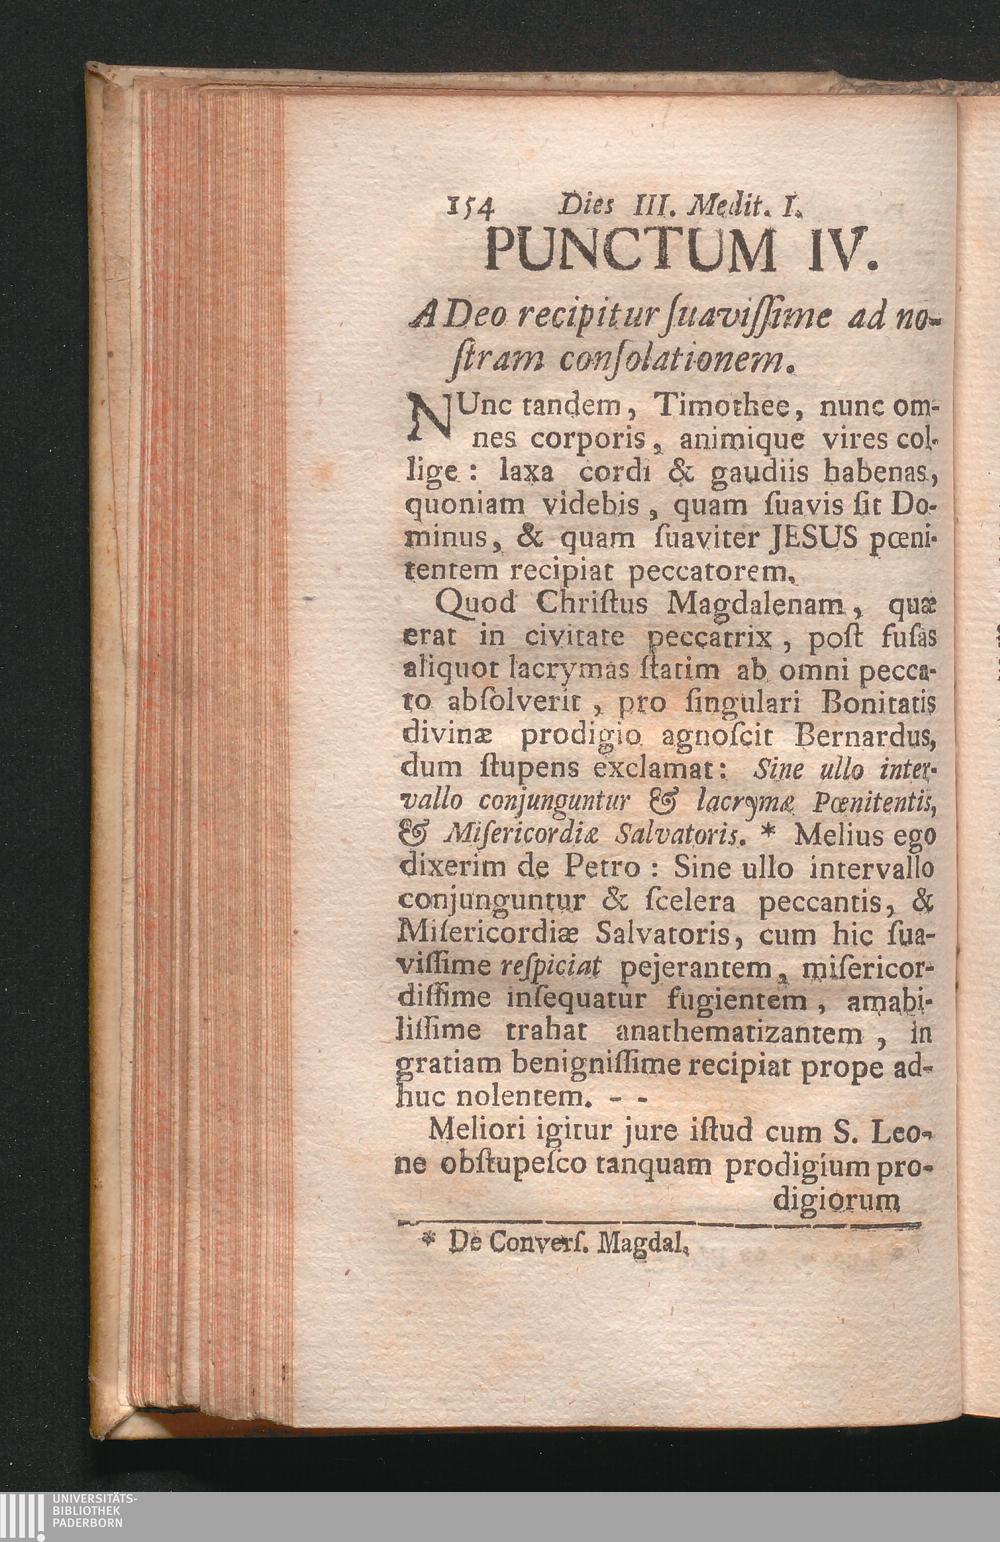 154 Dies III. Medit. I.
PUNCTUM IV.
A Deo recipitur ſuaviſſime ad no-
ſtram conſolationem.
NUnc tandem, Timothee, nunc om-
nes corporis, animique vires col-
lige: laxa cordi & gaudiis habenas,
quoniam videbis, quam ſuavis ſit Do-
minus, & quam ſuaviter JESUS pœni-
tentem recipiat peccatorem.
Quod Chriſtus Magdalenam, quæ
erat in civitate peccatrix, poſt fuſas
aliquot lacrymas ſtatim ab omni pecca-
to abſolverit, pro ſingulari Bonitatis
divinæ prodigio agnoſcit Bernardus,
dum ſtupens exclamat: Sine ullo inter-
vallo conjunguntur & lacrymæ Pœnitentis,
& Miſericordiæ Salvatoris. * Melius ego
dixerim de Petro: Sine ullo intervallo
conjunguntur & ſcelera peccantis, &
Miſericordiæ Salvatoris, cum hic ſua-
viſſime reſpiciat pejerantem, miſericor-
diſſime inſequatur fugientem, amabi-
liſſime trahat anathematizantem, in
gratiam benigniſſime recipiat prope ad-
huc nolentem. - -
Meliori igitur jure iſtud cum S. Leo-
ne obſtupeſco tanquam prodigium pro-
digiorum
* De Converſ. Magdal.
UNIVERSITÄTS-
BIBLIOTHEK
PADERBORN